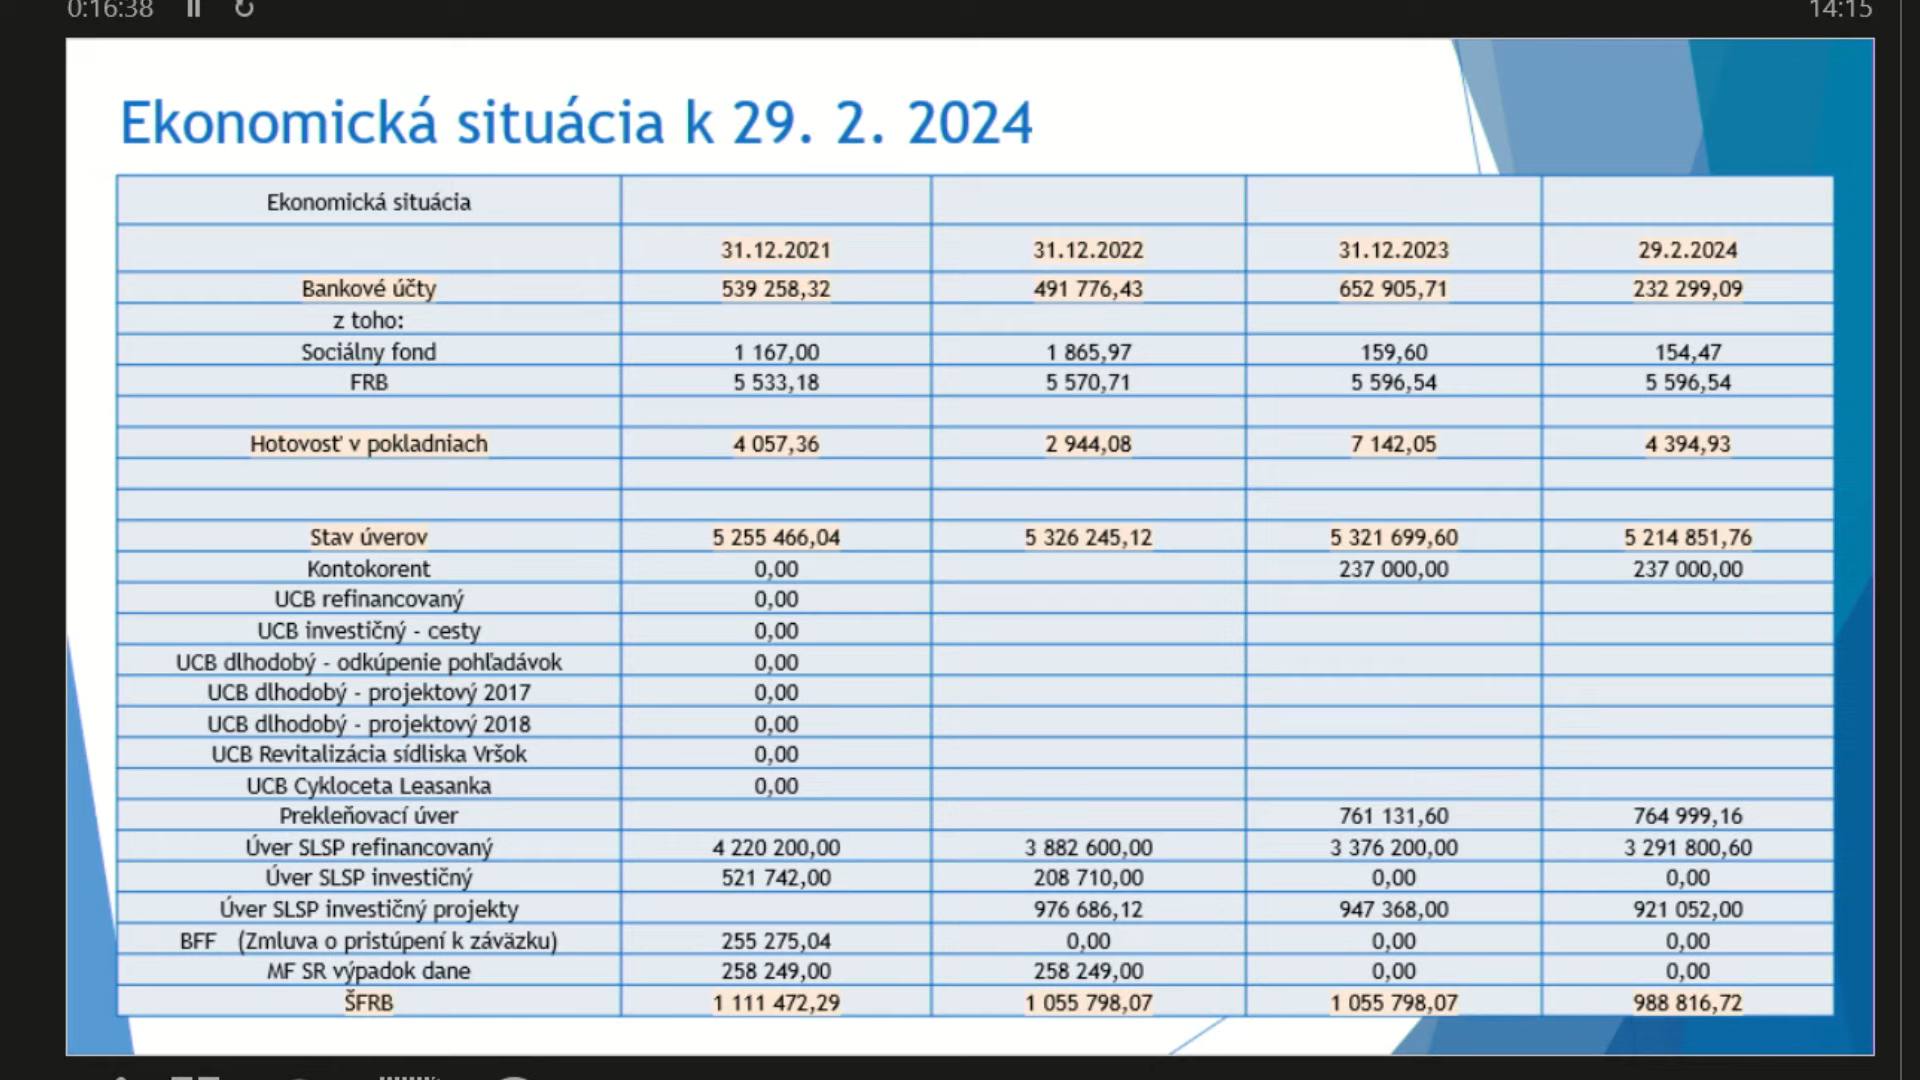 0:16:38
14:15
Ekonomická situácia k 29. 2. 2024
Ekonomická situácia
31.12.2021 31.12.2022 31.12.2023 29.2.2024
Bankové účty 539 258,32 491 776,43 652 905,71 232 299,09
z toho:
Sociálny fond 1 167,00 1 865,97 159,60 154,47
FRB 5 533,18 5 570,71 5 596,54 5 596,54
Hotovosť v pokladniach 4 057,36 2 944,08 7 142,05 4 394,93
Stav úverov 5 255 466,04 5 326 245,12 5 321 699,60 5 214 851,76
Kontokorent 0,00 237 000,00 237 000,00
UCB refinancovaný 0,00
UCB investičný - cesty 0,00
UCB dlhodobý - odkúpenie pohľadávok 0,00
UCB dlhodobý - projektový 2017 0,00
UCB dlhodobý - projektový 2018 0,00
UCB Revitalizácia sídliska Vršok 0,00
UCB Cykloceta Leasanka 0,00
Prekleňovací úver 761 131,60 764 999,16
Úver SLSP refinancovaný 4 220 200,00 3 882 600,00 3 376 200,00 3 291 800,60
Úver SLSP investičný 521 742,00 208 710,00 0,00 0,00
Úver SLSP investičný projekty 976 686,12 947 368,00 921 052,00
BFF (Zmluva o pristúpení k záväzku) 255 275,04 0,00 0,00 0,00
MF SR výpadok dane 258 249,00 258 249,00 0,00 0,00
ŠFRB 1 111 472,29 1 055 798,07 1 055 798,07 988 816,72